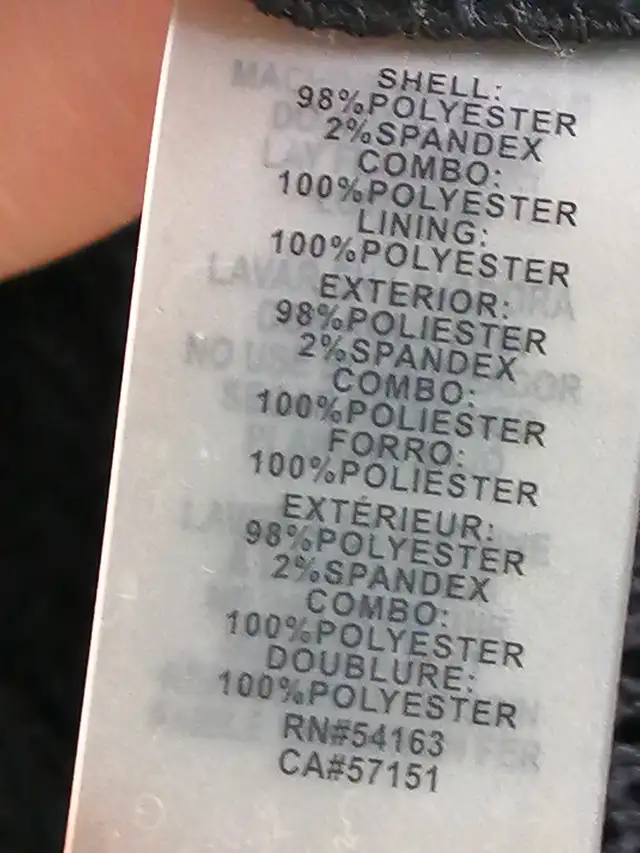 SHELL:
98%POLYESTER
2%SPANDEX
COMBO:
100%POLYESTER
LINING:
100%POLYESTER
EXTERIOR:
98%POLIESTER
2%SPANDEX
COMBO:
100%POLIESTER
FORRO:
100%POLIESTER
EXTÉRIEUR:
98%POLYESTER
2%SPANDEX
COMBO:
100%POLYESTER
DOUBLURE:
100%POLYESTER
RN#54163
CA#57151